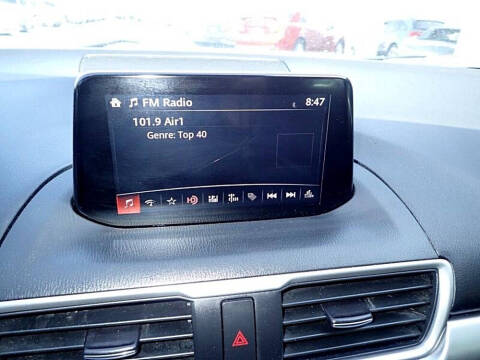 FM Radio 8:47
101.9 Air1
Genre: Top 40